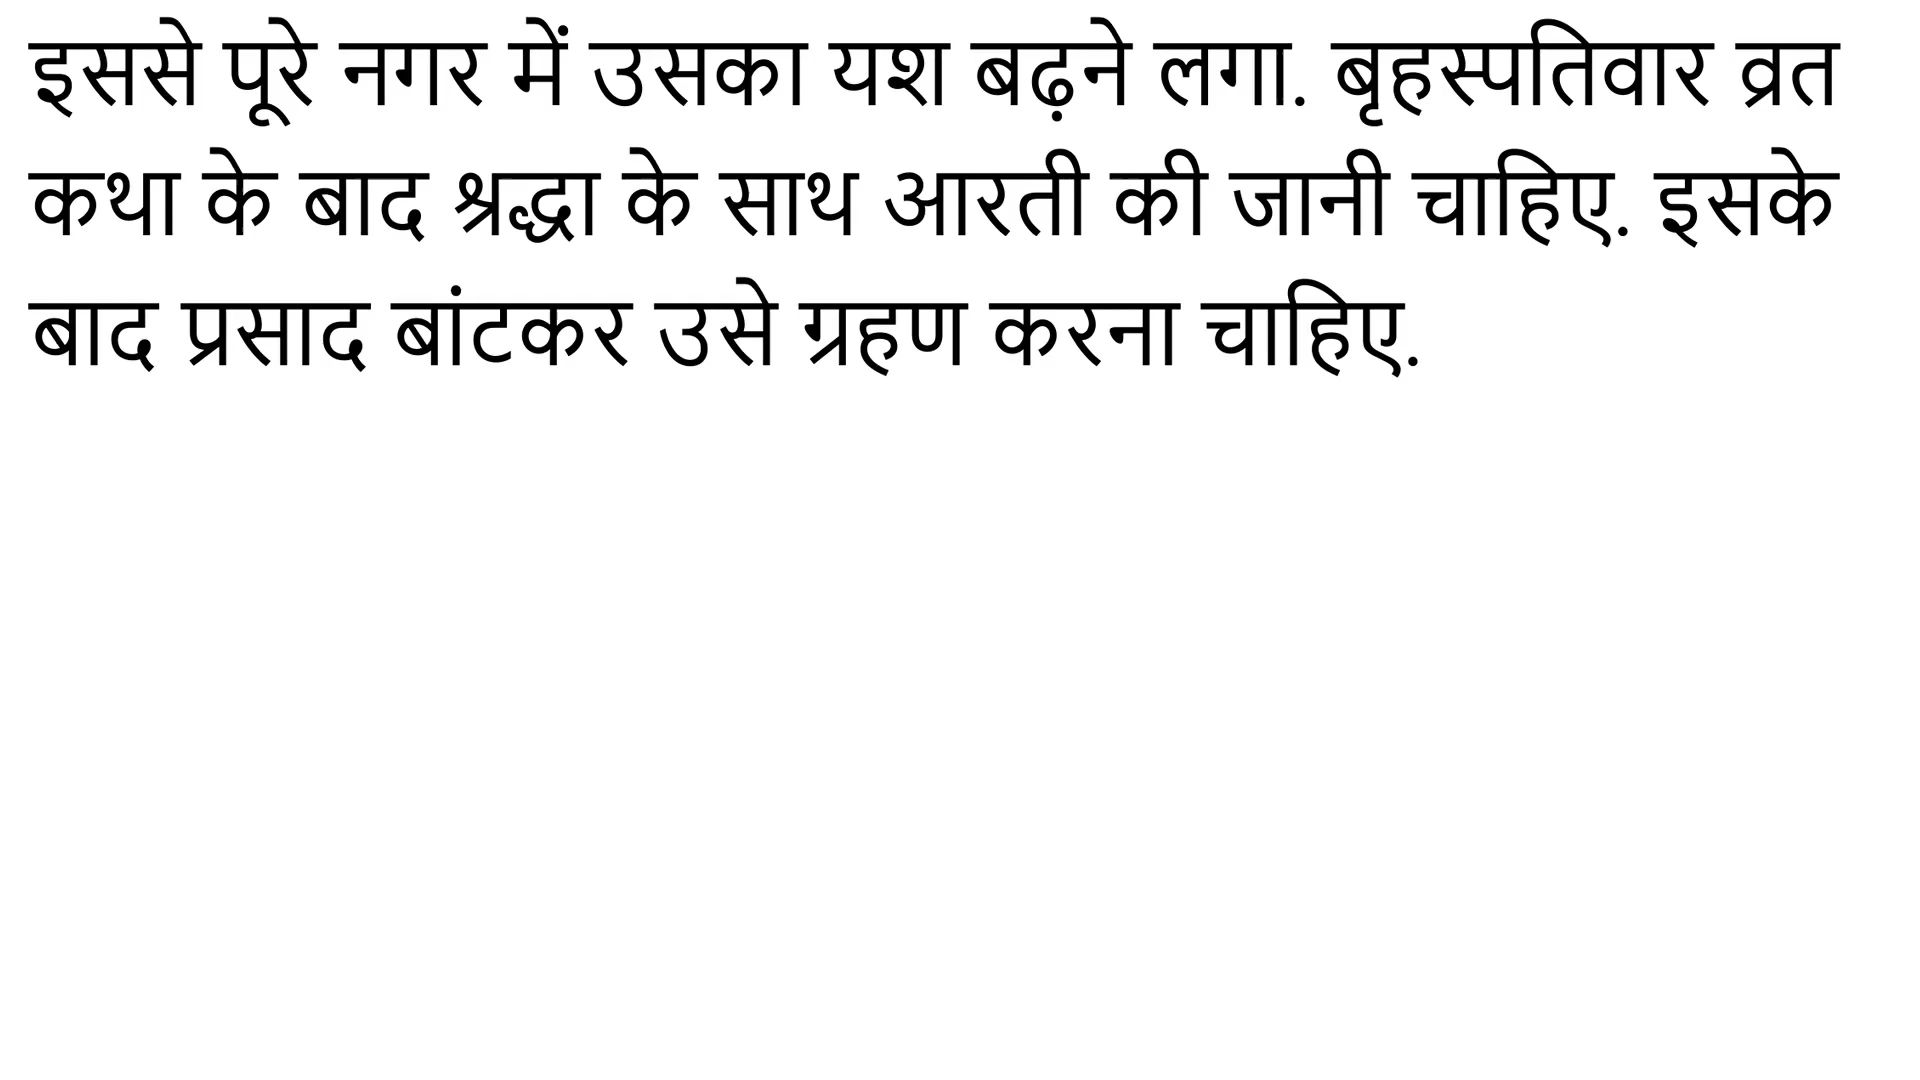 इससे पूरे नगर में उसका यश बढ़ने लगा. बृहस्पतिवार व्रत
कथा के बाद श्रद्धा के साथ आरती की जानी चाहिए. इसके
बाद प्रसाद बांटकर उसे ग्रहण करना चाहिए.